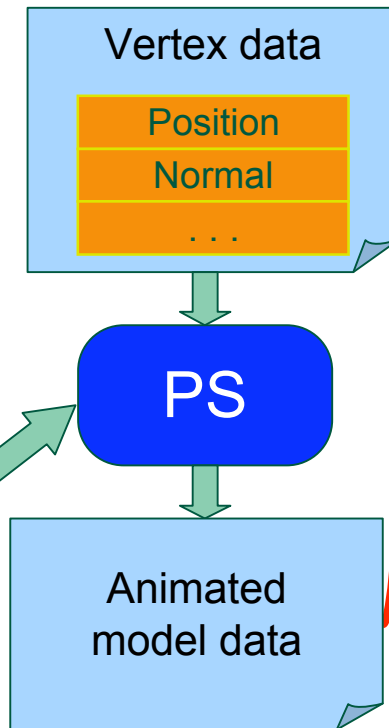 Vertex data
Position
Normal
. . .
PS
Animated
model data